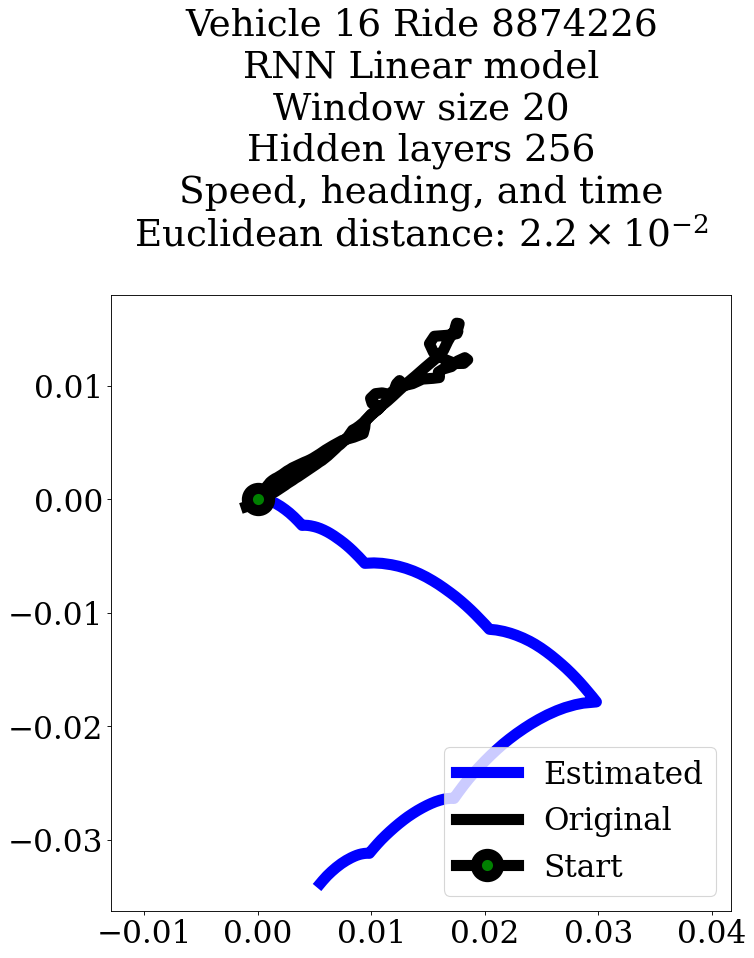 Vehicle 16 Ride 8874226
RNN Linear model
Window size 20
Hidden layers 256
Speed, heading, and time
Euclidean distance: 2.2 × 10⁻²
0.01
0.00
−0.01
−0.02
−0.03
Estimated
Original
Start
−0.01 0.00 0.01 0.02 0.03 0.04